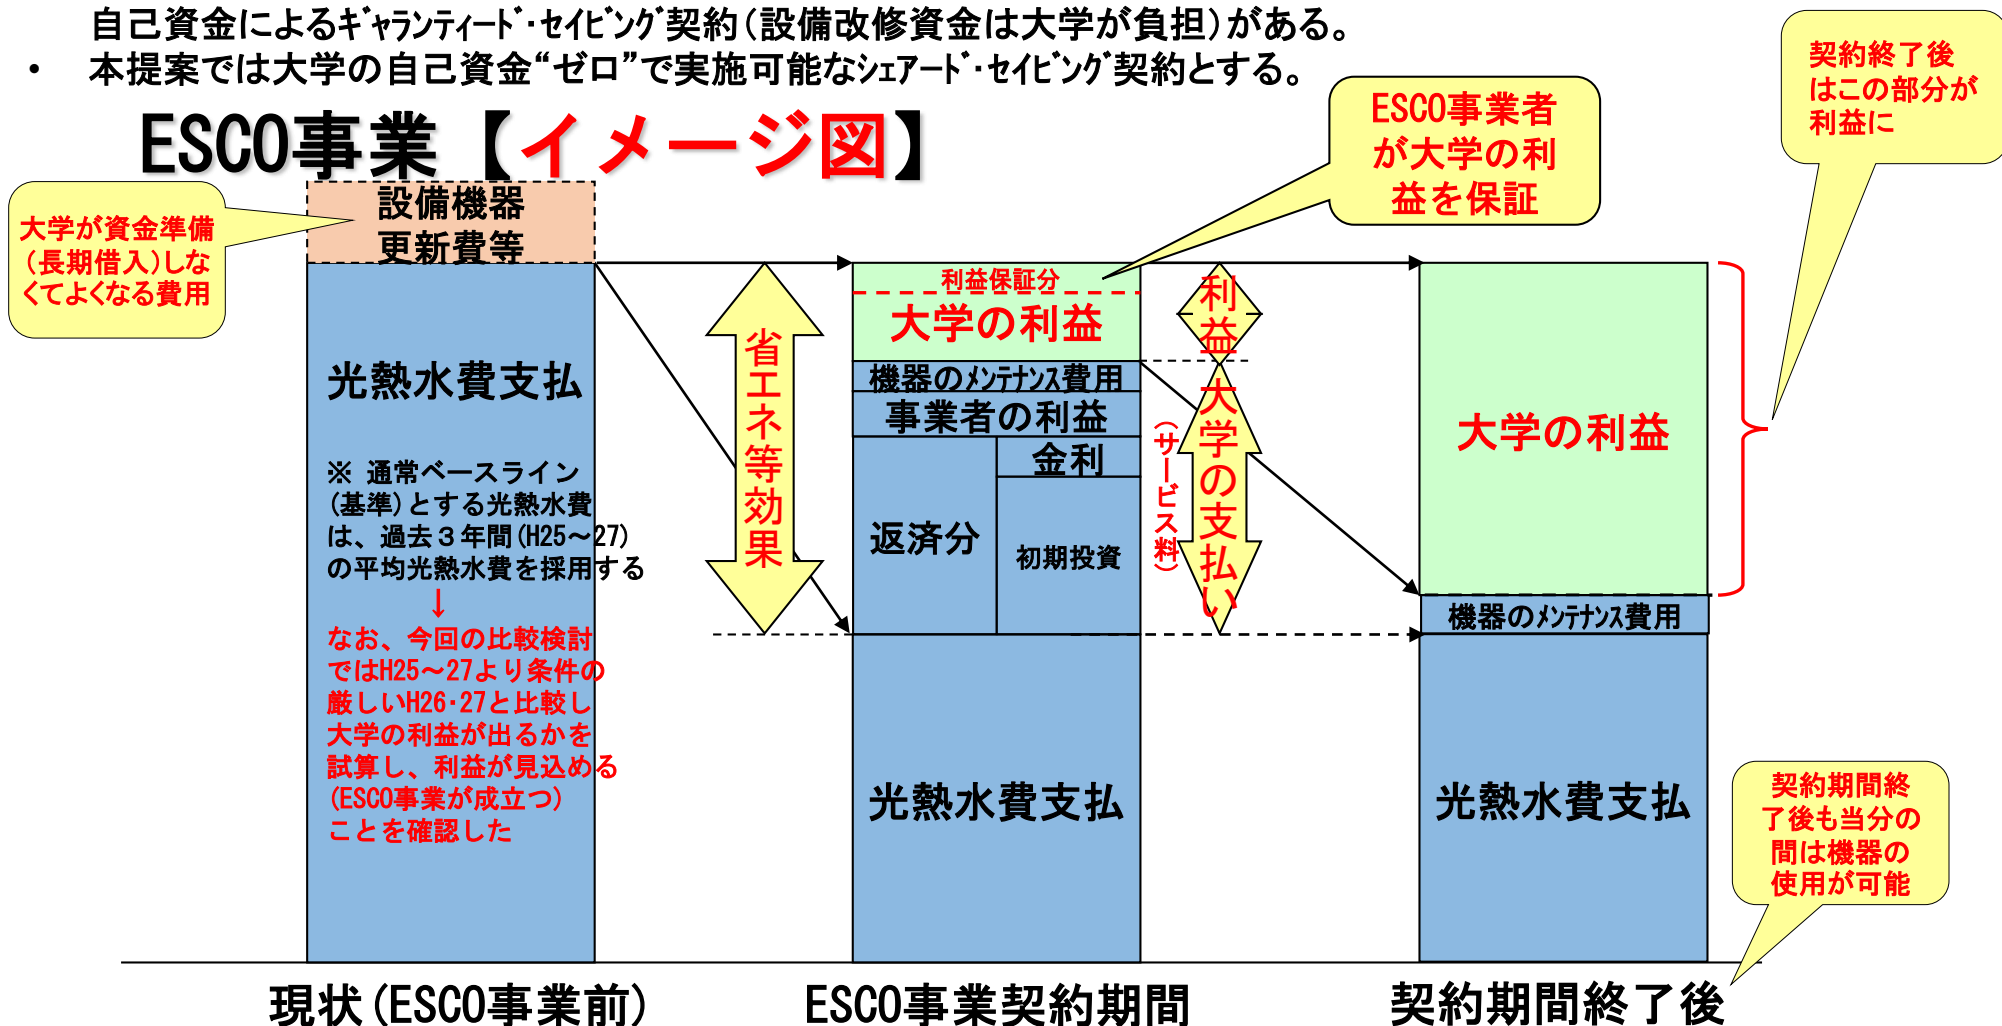 自己資金によるｷﾞｬﾗﾝﾃｨｰﾄﾞ･ｾｲﾋﾞﾝｸﾞ契約（設備改修資金は大学が負担）がある。
・ 本提案では大学の自己資金“ゼロ”で実施可能なｼｪｱｰﾄﾞ･ｾｲﾋﾞﾝｸﾞ契約とする。
ESCO事業【イメージ図】
契約終了後
はこの部分が
利益に
ESCO事業者
が大学の利
益を保証
大学が資金準備
（長期借入）しな
くてよくなる費用
設備機器
更新費等
光熱水費支払
※ 通常ベースライン
（基準）とする光熱水費
は、過去３年間（H25～27）
の平均光熱水費を採用する
↓
なお、今回の比較検討
ではH25～27より条件の
厳しいH26・27と比較し
大学の利益が出るかを
試算し、利益が見込める
（ESCO事業が成立つ）
ことを確認した
省エネ等効果
利益保証分
大学の利益
機器のﾒﾝﾃﾅﾝｽ費用
事業者の利益
返済分
金利
初期投資
光熱水費支払
利益
大学の支払い
（サービス料）
大学の利益
機器のﾒﾝﾃﾅﾝｽ費用
光熱水費支払
契約期間終
了後も当分の
間は機器の
使用が可能
現状（ESCO事業前）
ESCO事業契約期間
契約期間終了後